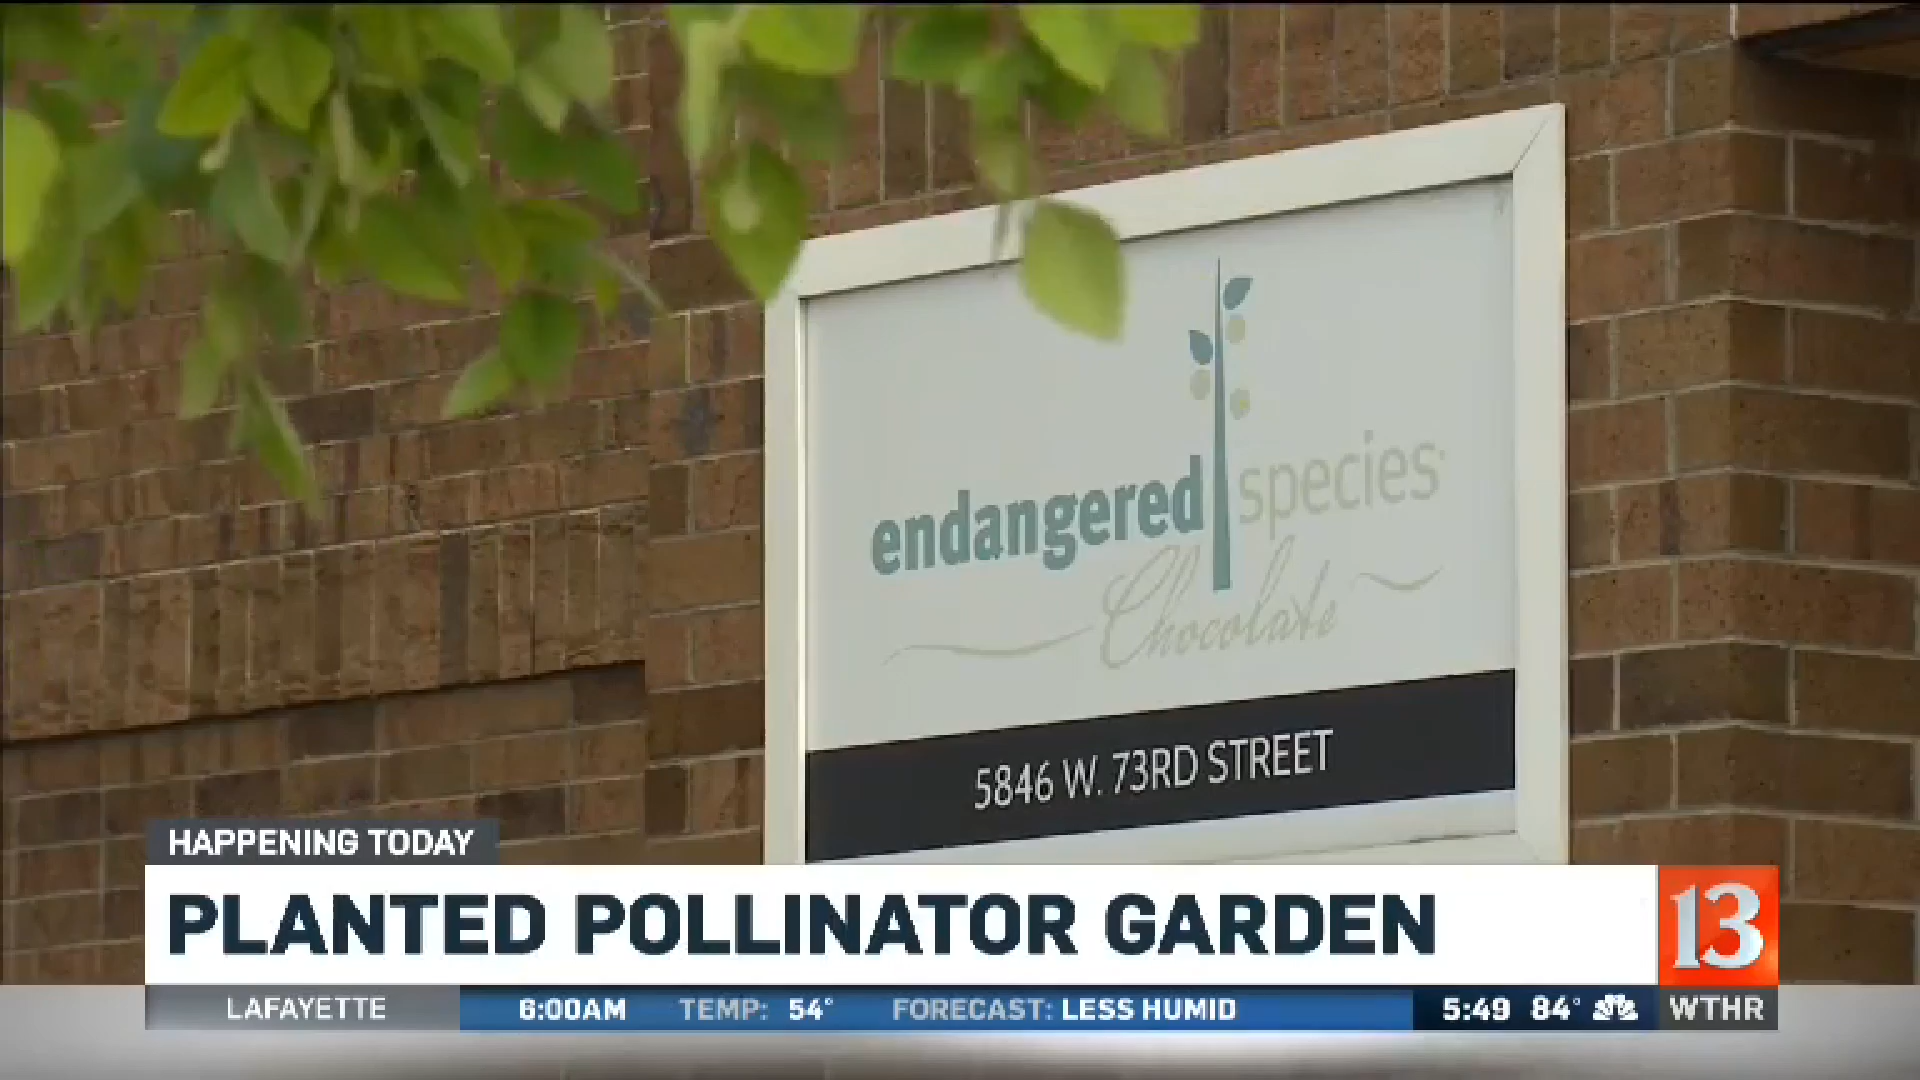 endangered species
Chocolate
5846 W. 73RD STREET
HAPPENING TODAY
PLANTED POLLINATOR GARDEN
13
LAFAYETTE 6:00AM TEMP: 54° FORECAST: LESS HUMID 5:49 84° WTHR